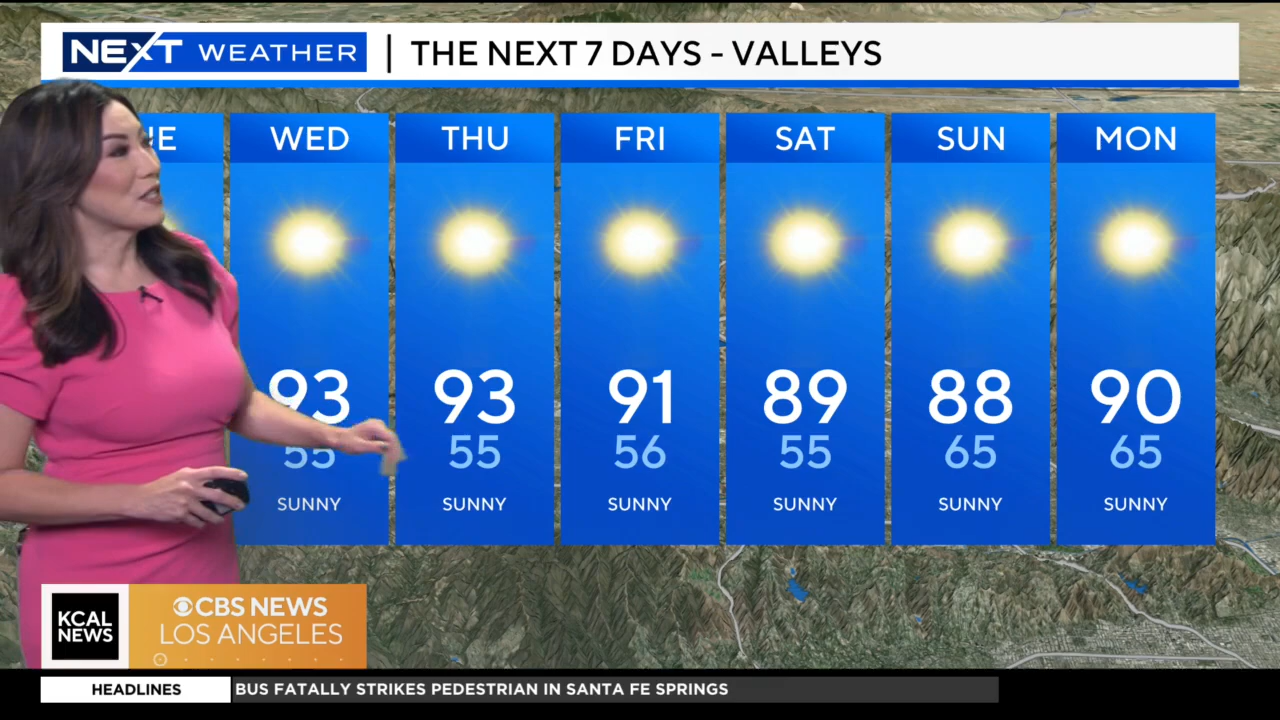 NEXT WEATHER | THE NEXT 7 DAYS - VALLEYS
WED THU FRI SAT SUN MON
93 93 91 89 88 90
55 55 56 55 65 65
SUNNY SUNNY SUNNY SUNNY SUNNY SUNNY
KCAL
NEWS
CBS NEWS
LOS ANGELES
HEADLINES
BUS FATALLY STRIKES PEDESTRIAN IN SANTA FE SPRINGS